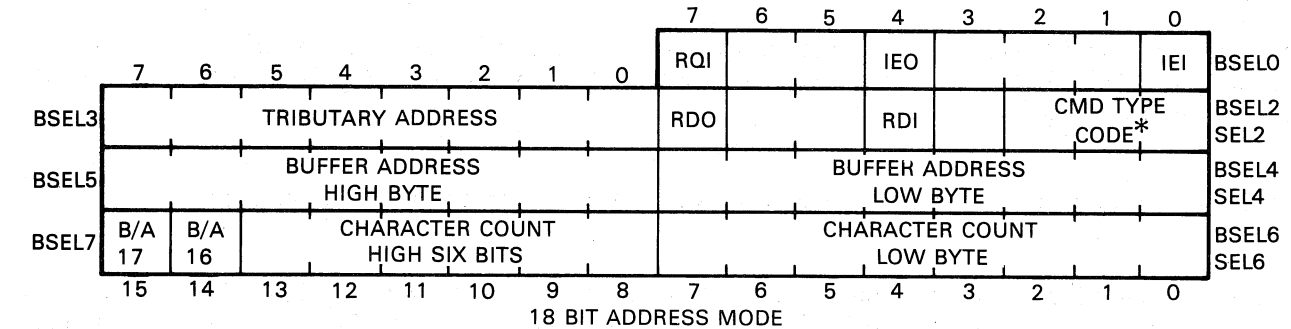 7 6 5 4 3 2 1 0
RQI IEO IEI BSEL0
7 6 5 4 3 2 1 0
BSEL3 TRIBUTARY ADDRESS RDO RDI CMD TYPE CODE* BSEL2 SEL2
BSEL5 BUFFER ADDRESS HIGH BYTE BUFFER ADDRESS LOW BYTE BSEL4 SEL4
BSEL7 B/A 17 B/A 16 CHARACTER COUNT HIGH SIX BITS CHARACTER COUNT LOW BYTE BSEL6 SEL6
15 14 13 12 11 10 9 8 7 6 5 4 3 2 1 0
18 BIT ADDRESS MODE